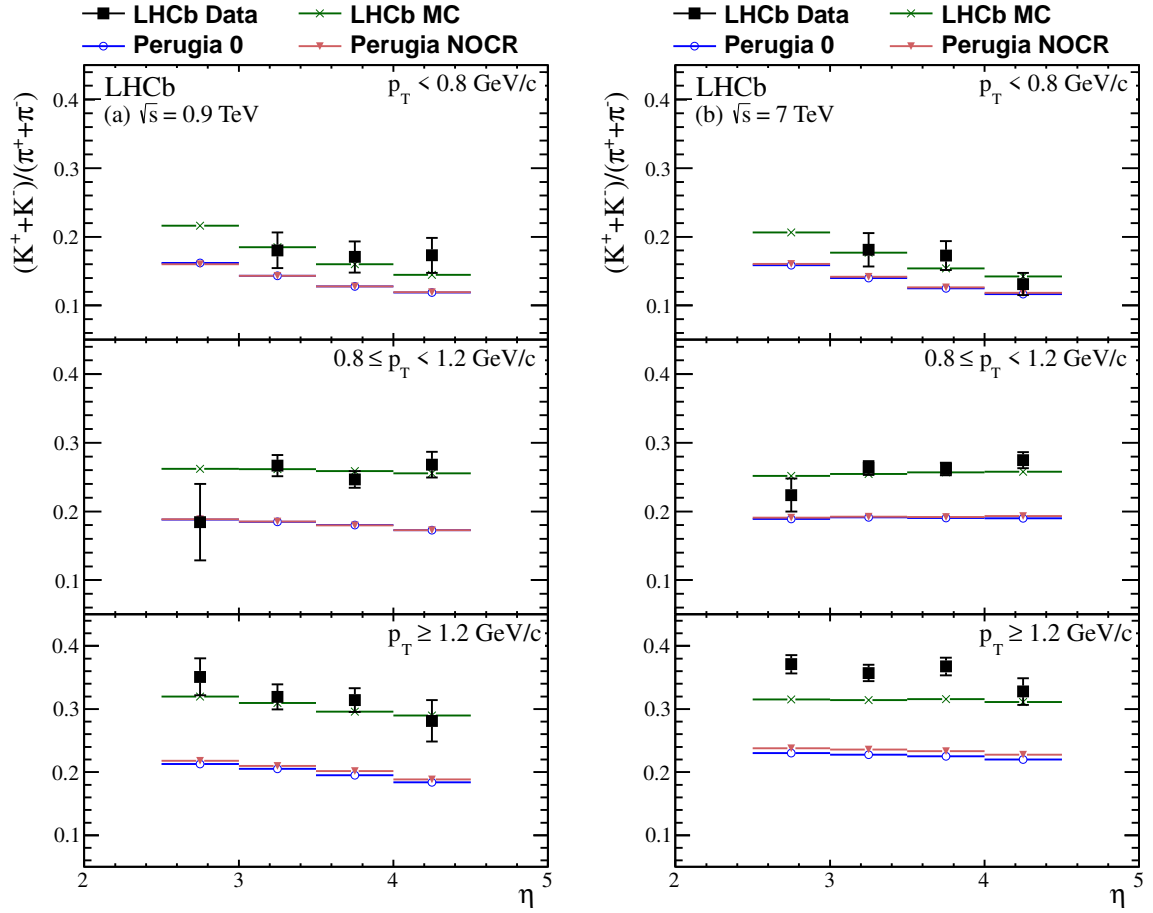 LHCb Data LHCb MC
Perugia 0 Perugia NOCR
(K⁺+K⁻)/(π⁺+π⁻)
LHCb p_T < 0.8 GeV/c
(a) √s = 0.9 TeV
0.4
0.3
0.2
0.1
0.8 ≤ p_T < 1.2 GeV/c
0.4
0.3
0.2
0.1
p_T ≥ 1.2 GeV/c
0.4
0.3
0.2
0.1
2 3 4 5
η
LHCb Data LHCb MC
Perugia 0 Perugia NOCR
(K⁺+K⁻)/(π⁺+π⁻)
LHCb p_T < 0.8 GeV/c
(b) √s = 7 TeV
0.4
0.3
0.2
0.1
0.8 ≤ p_T < 1.2 GeV/c
0.4
0.3
0.2
0.1
p_T ≥ 1.2 GeV/c
0.4
0.3
0.2
0.1
2 3 4 5
η